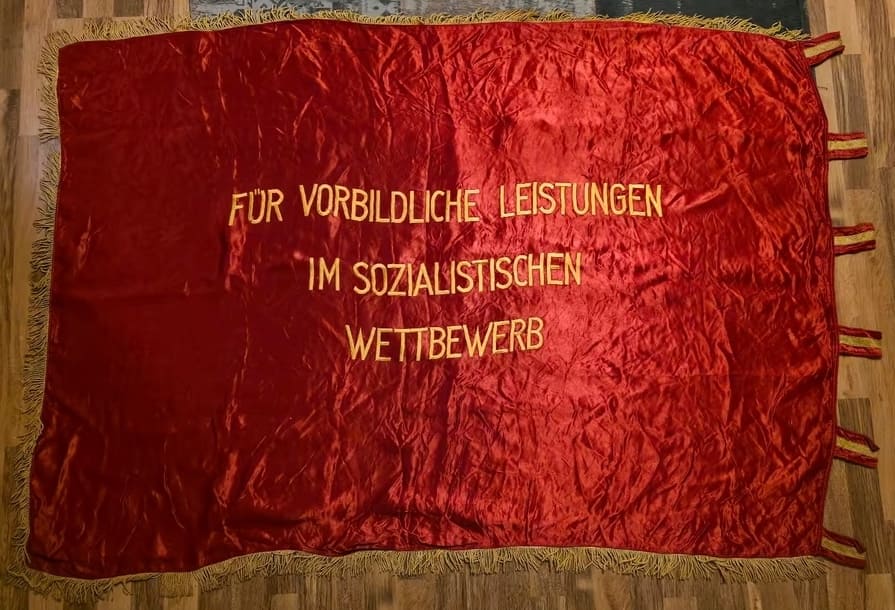 FÜR VORBILDLICHE LEISTUNGEN
IM SOZIALISTISCHEN
WETTBEWERB